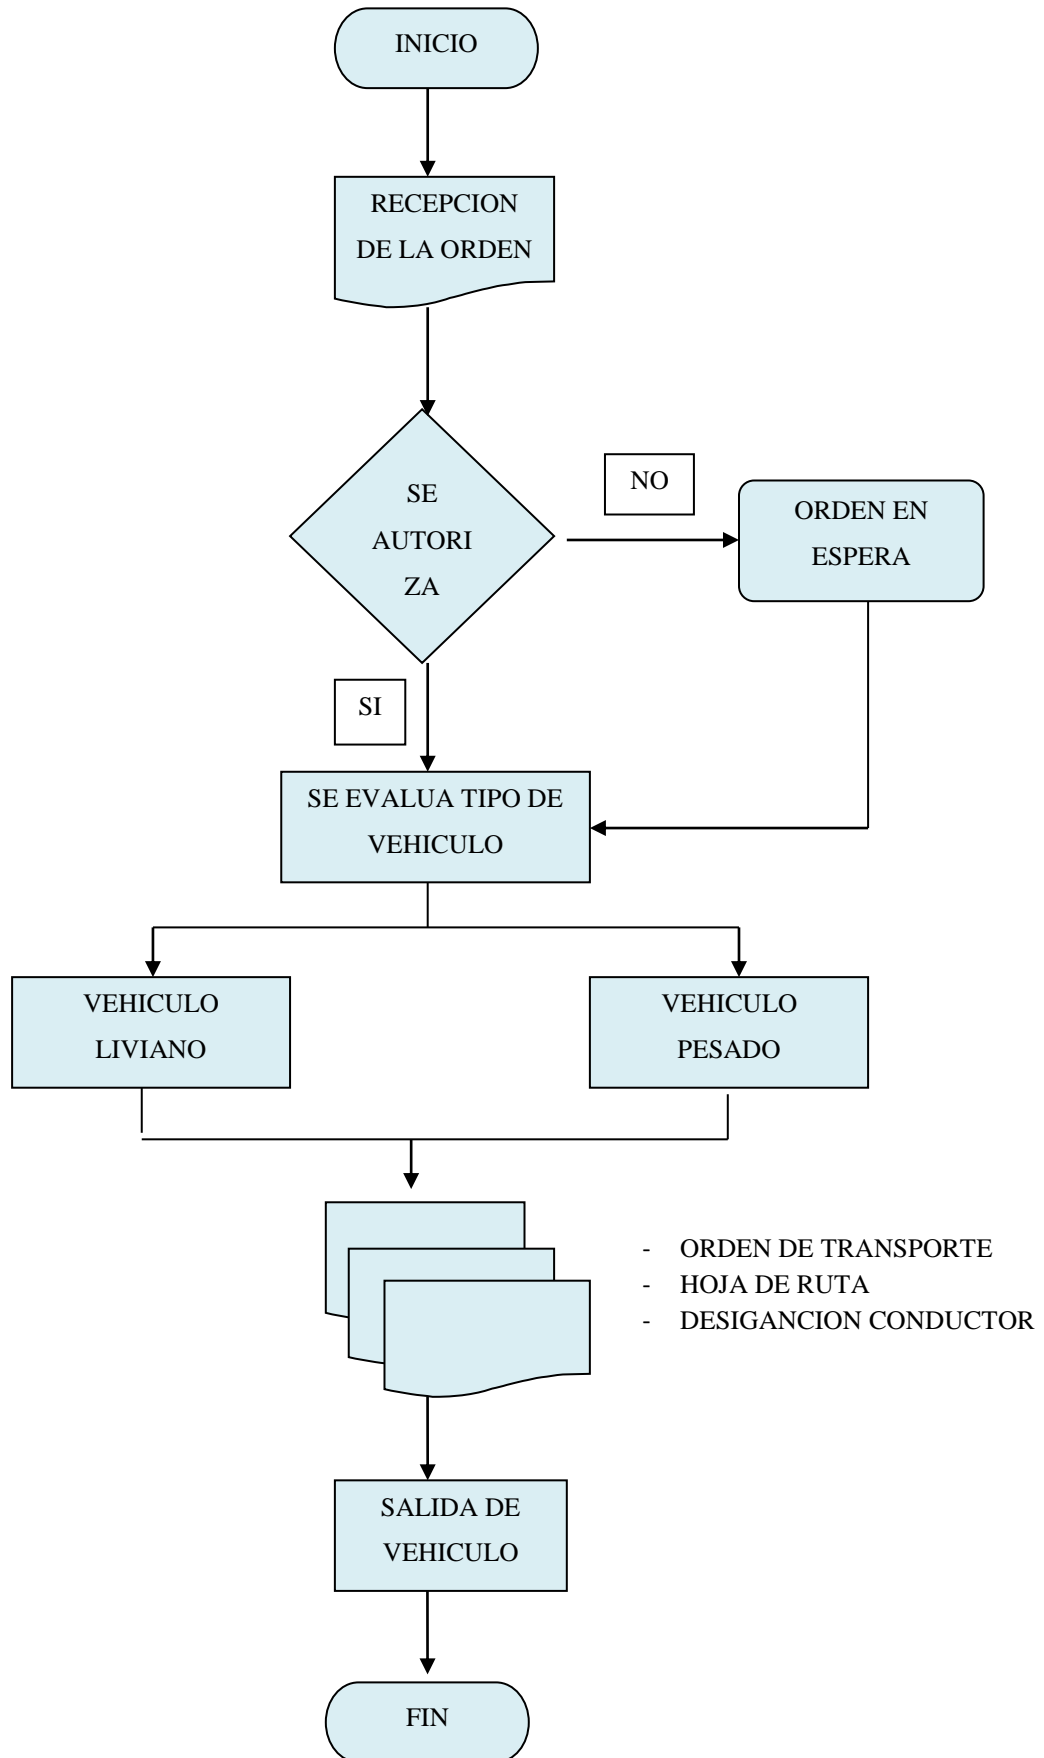 INICIO
RECEPCION
DE LA ORDEN
SE
AUTORI
ZA
NO
ORDEN EN
ESPERA
SI
SE EVALUA TIPO DE
VEHICULO
VEHICULO
LIVIANO
VEHICULO
PESADO
- ORDEN DE TRANSPORTE
- HOJA DE RUTA
- DESIGANCION CONDUCTOR
SALIDA DE
VEHICULO
FIN